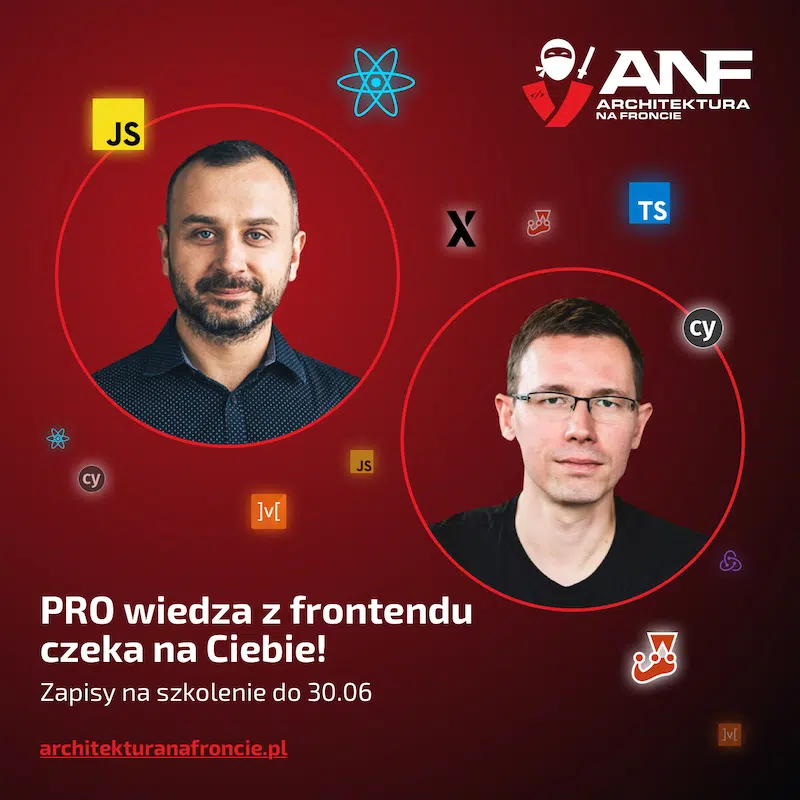 JS
ANF
ARCHITEKTURA
NA FRONCIE
</>
X
TS
cy
cy
JS
]v[
PRO wiedza z frontendu
czeka na Ciebie!
Zapisy na szkolenie do 30.06
architekturanafroncie.pl
]v[